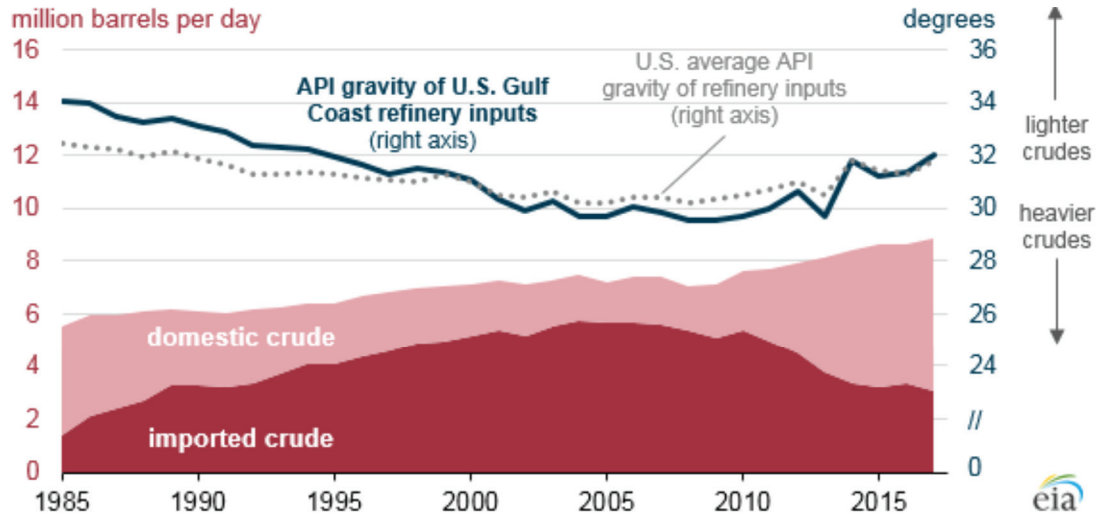 million barrels per day
degrees
16
14
12
10
8
6
4
2
0
36
34
32
30
28
26
24
//
0
API gravity of U.S. Gulf
Coast refinery inputs
(right axis)
U.S. average API
gravity of refinery inputs
(right axis)
lighter
crudes
heavier
crudes
domestic crude
imported crude
1985
1990
1995
2000
2005
2010
2015
eia